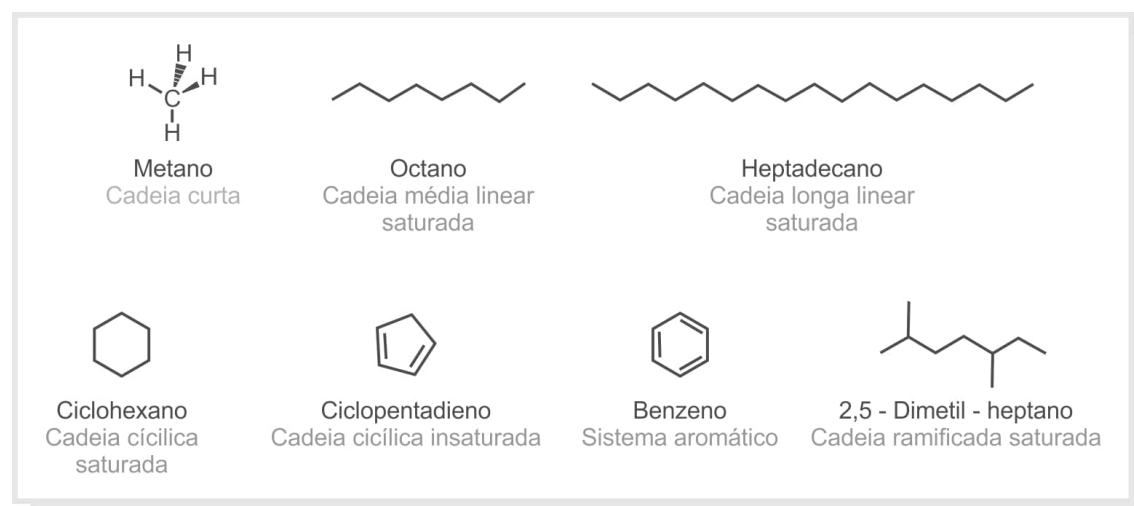 H
H
H
C
H
Metano
Cadeia curta
Octano
Cadeia média linear
saturada
Heptadecano
Cadeia longa linear
saturada
Ciclohexano
Cadeia cícilica
saturada
Ciclopentadieno
Cadeia cicílica insaturada
Benzeno
Sistema aromático
2,5 - Dimetil - heptano
Cadeia ramificada saturada